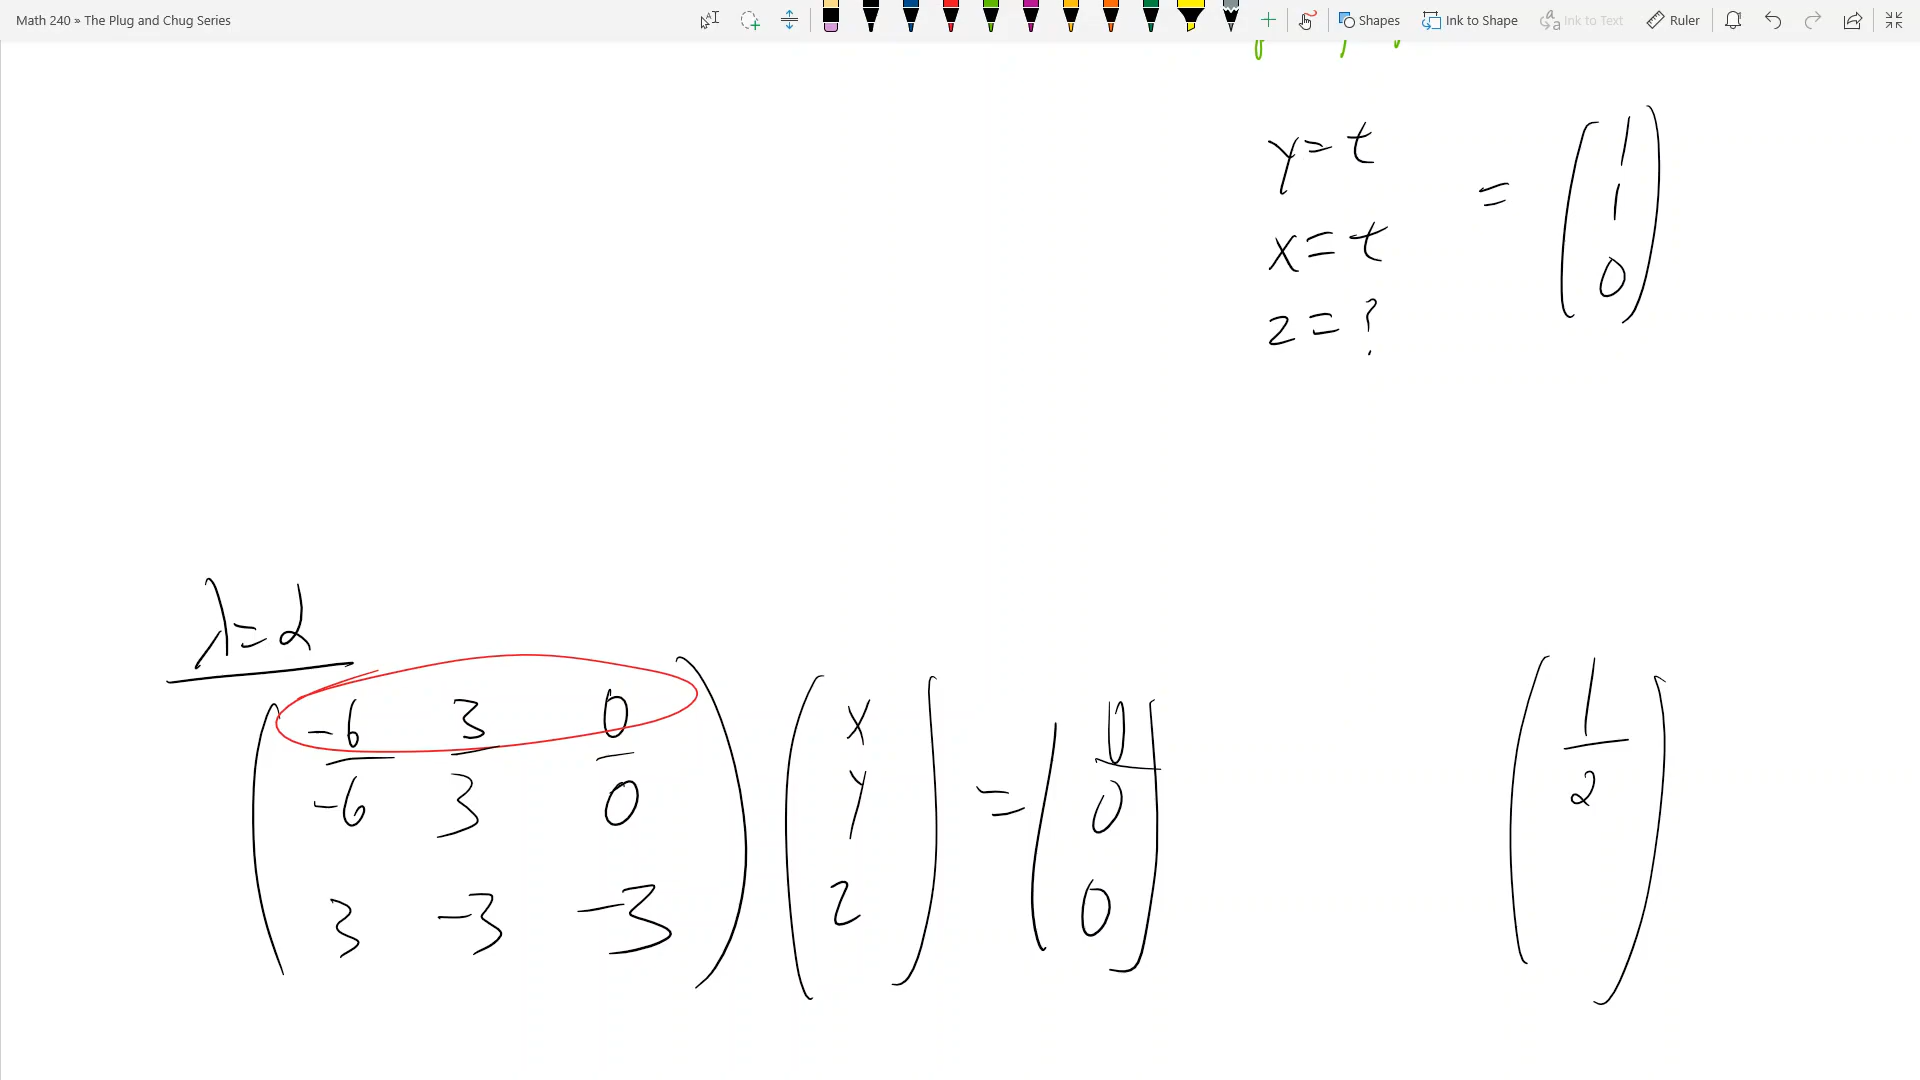 Math 240 » The Plug and Chug Series
Shapes
Ink to Shape
Ink to Text
Ruler
y = t
x = t
z = ?
= ( 1
1
0 )
λ = 2
-6 3 0
-6 3 0
3 -3 -3
x
y
z
=
0
0
0
1
2